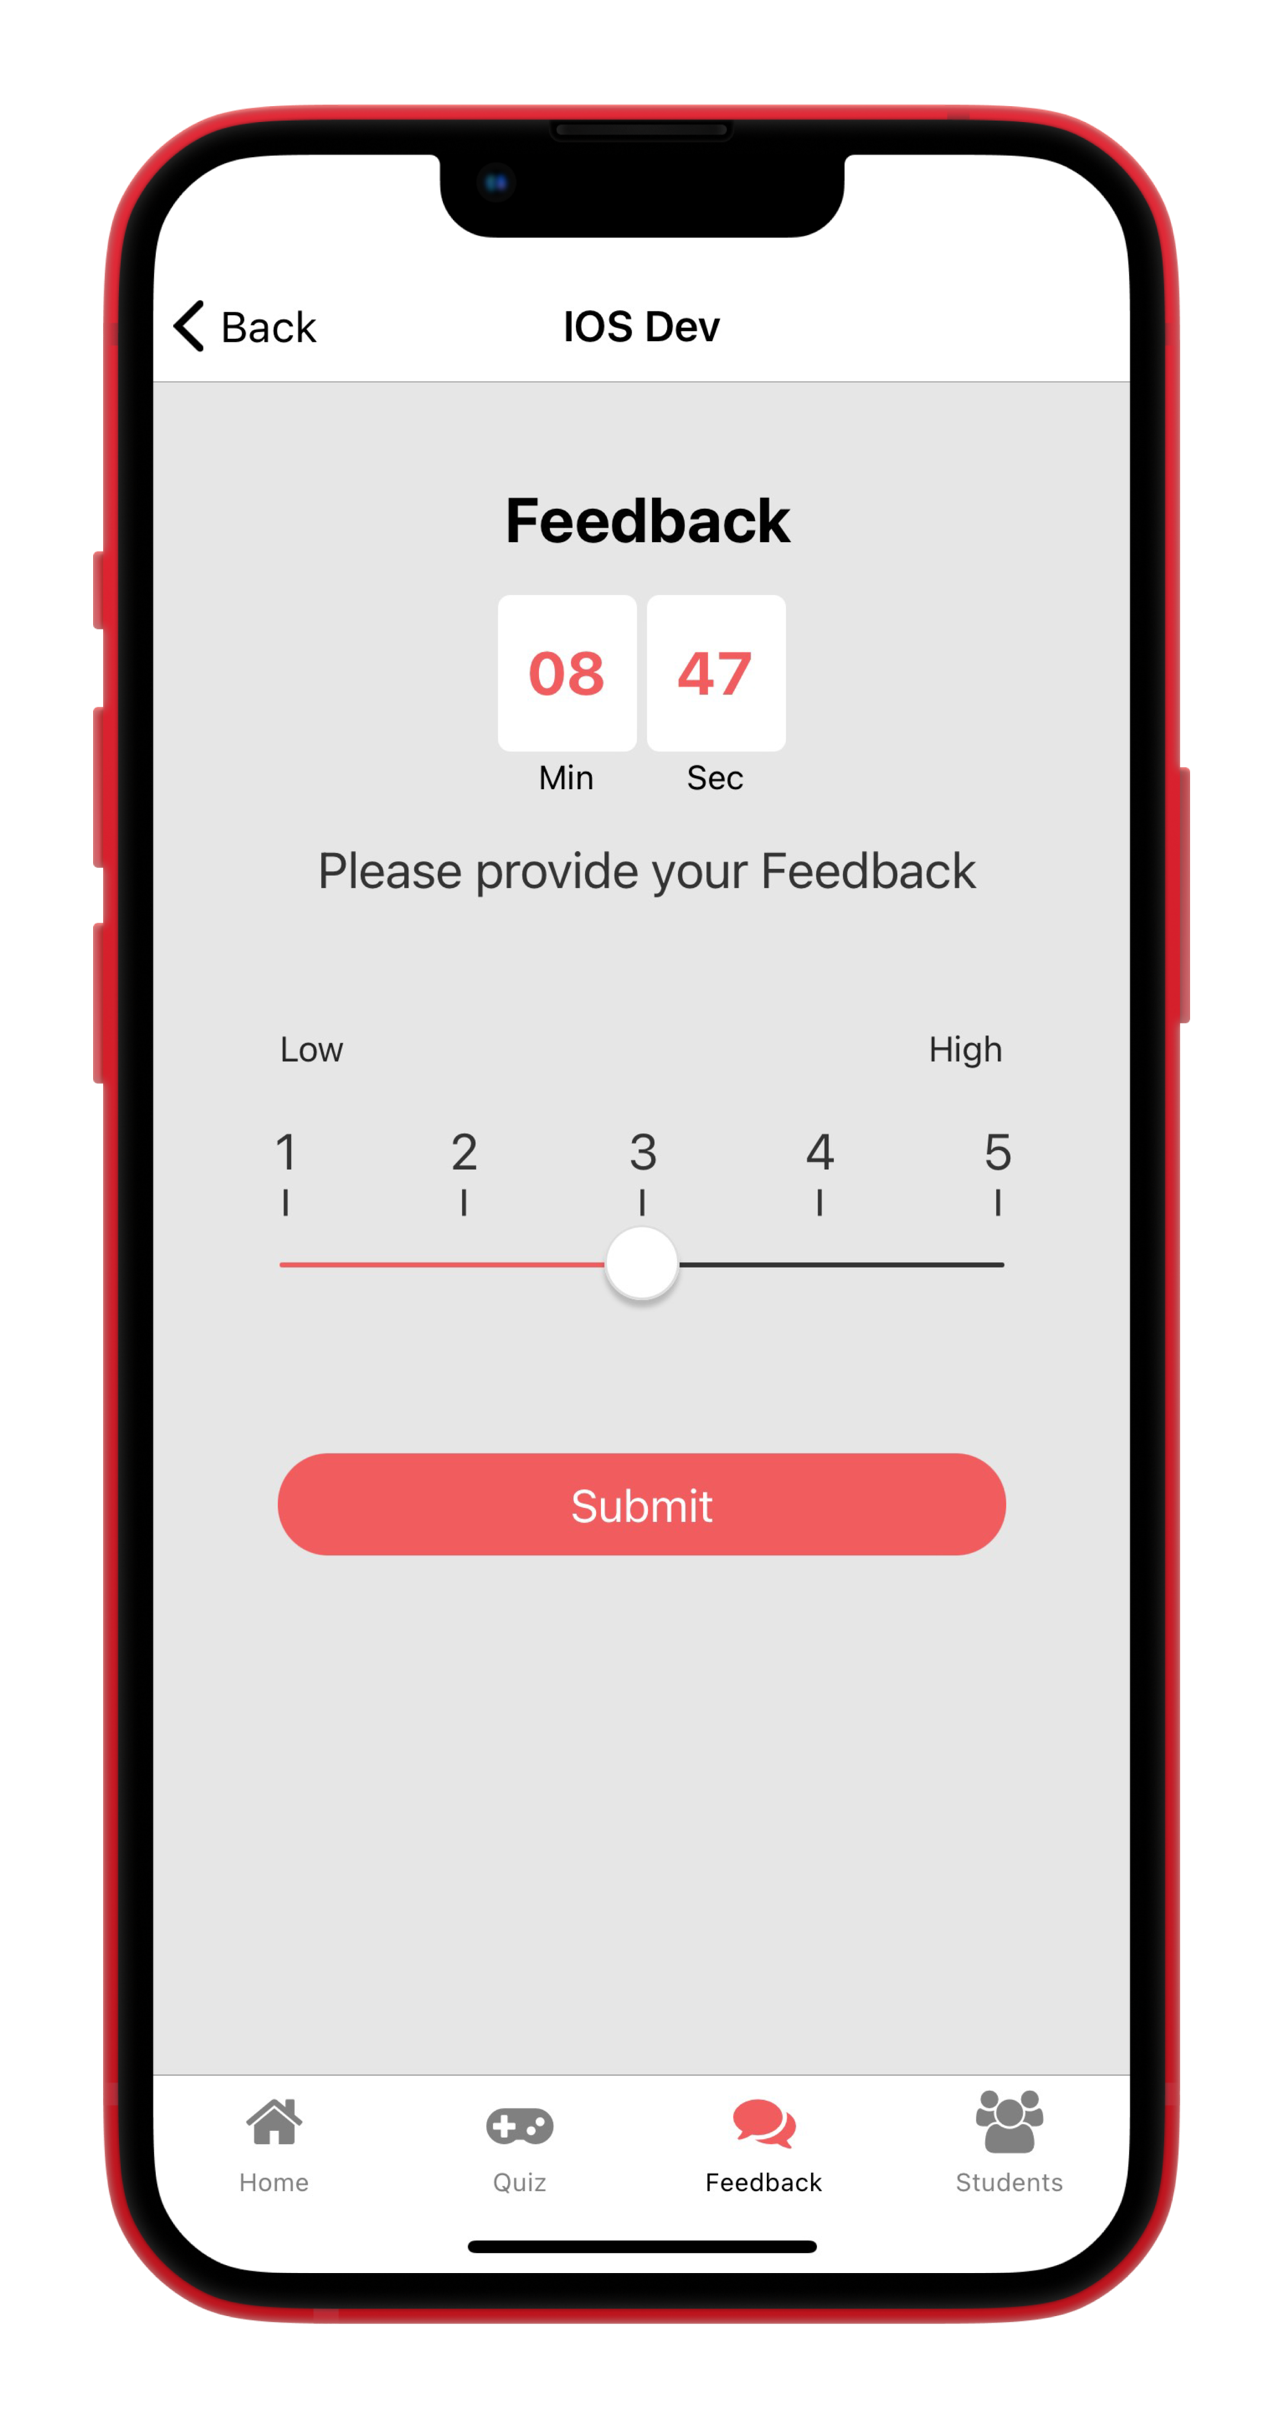 Back IOS Dev
Feedback
08 47
Min Sec
Please provide your Feedback
Low High
1 2 3 4 5
Submit
Home Quiz Feedback Students